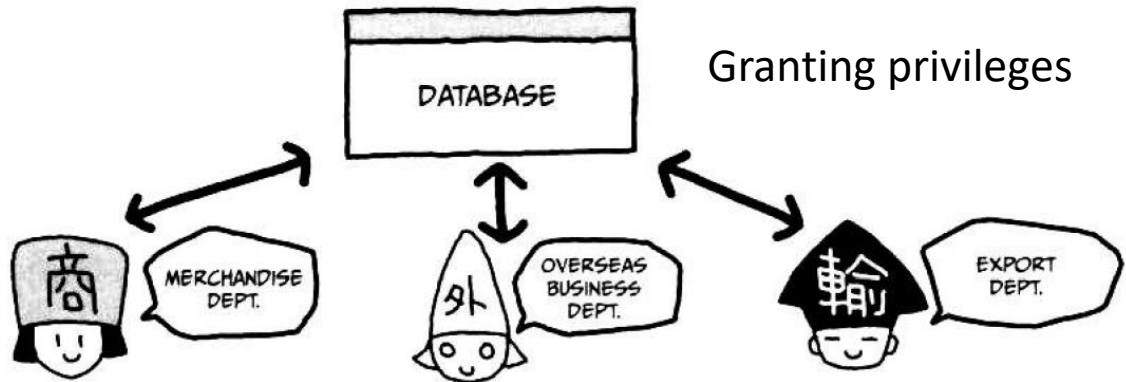 Granting privileges
DATABASE
商
MERCHANDISE
DEPT.
外
OVERSEAS
BUSINESS
DEPT.
輸
EXPORT
DEPT.